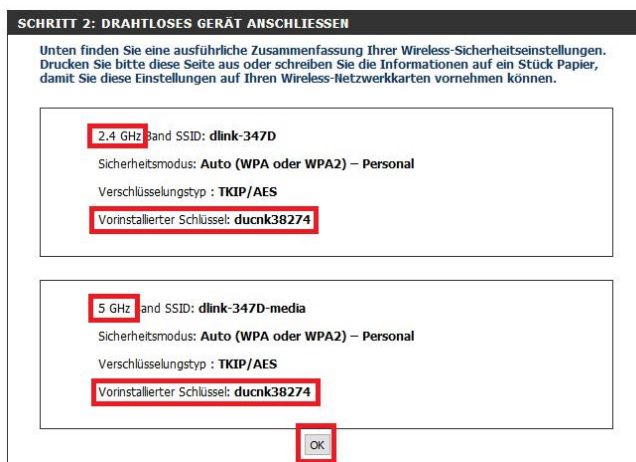 SCHRITT 2: DRAHTLOSES GERÄT ANSCHLIESSEN
Unten finden Sie eine ausführliche Zusammenfassung Ihrer Wireless-Sicherheitseinstellungen.
Drucken Sie bitte diese Seite aus oder schreiben Sie die Informationen auf ein Stück Papier,
damit Sie diese Einstellungen auf Ihren Wireless-Netzwerkkarten vornehmen können.
2.4 GHz Band SSID: dlink-347D
Sicherheitsmodus: Auto (WPA oder WPA2) – Personal
Verschlüsselungstyp : TKIP/AES
Vorinstallierter Schlüssel: ducnk38274
5 GHz Band SSID: dlink-347D-media
Sicherheitsmodus: Auto (WPA oder WPA2) – Personal
Verschlüsselungstyp : TKIP/AES
Vorinstallierter Schlüssel: ducnk38274
OK